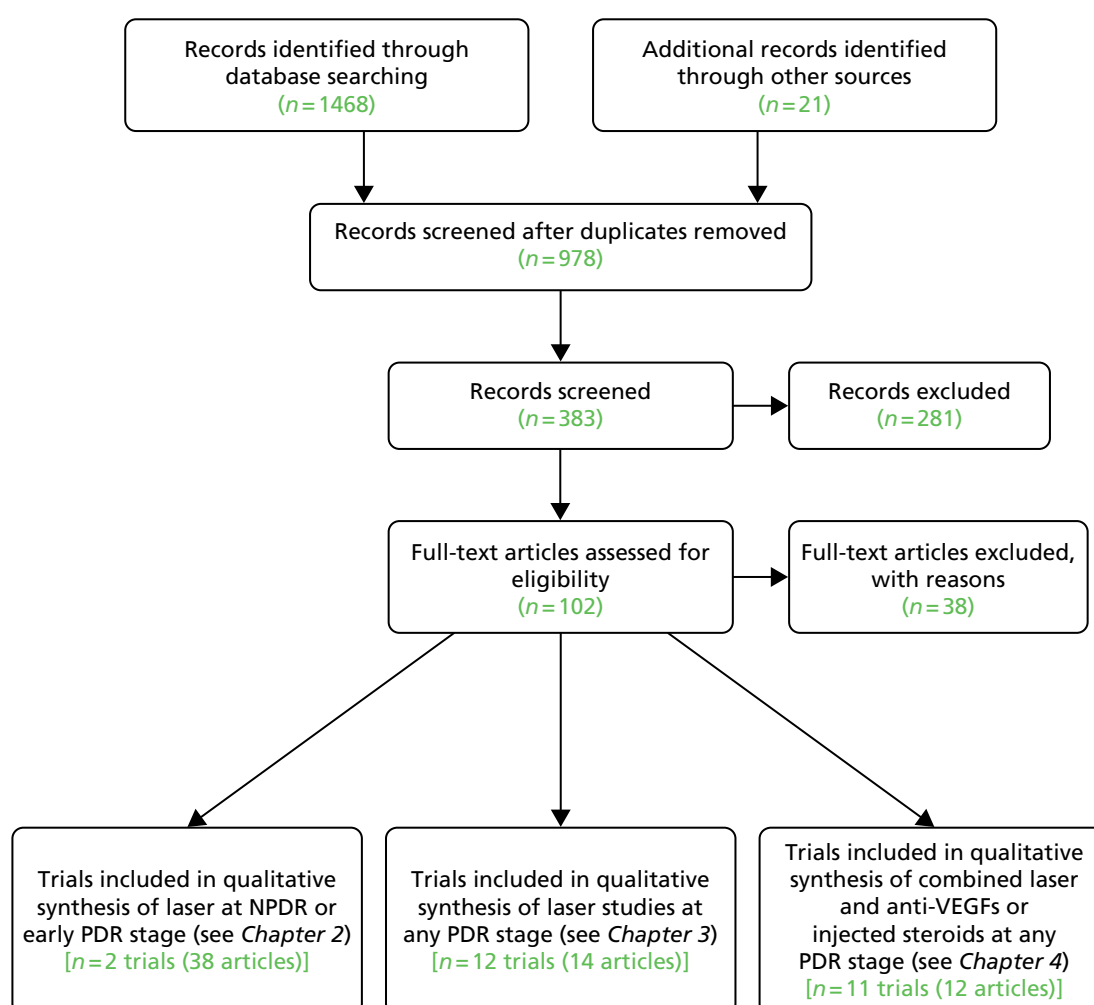 Records identified through
database searching
(n=1468)
Additional records identified
through other sources
(n=21)
Records screened after duplicates removed
(n=978)
Records screened
(n=383)
Records excluded
(n=281)
Full-text articles assessed for
eligibility
(n=102)
Full-text articles excluded,
with reasons
(n=38)
Trials included in qualitative
synthesis of laser at NPDR or
early PDR stage (see Chapter 2)
[n=2 trials (38 articles)]
Trials included in qualitative
synthesis of laser studies at
any PDR stage (see Chapter 3)
[n=12 trials (14 articles)]
Trials included in qualitative
synthesis of combined laser
and anti-VEGFs or
injected steroids at any
PDR stage (see Chapter 4)
[n=11 trials (12 articles)]